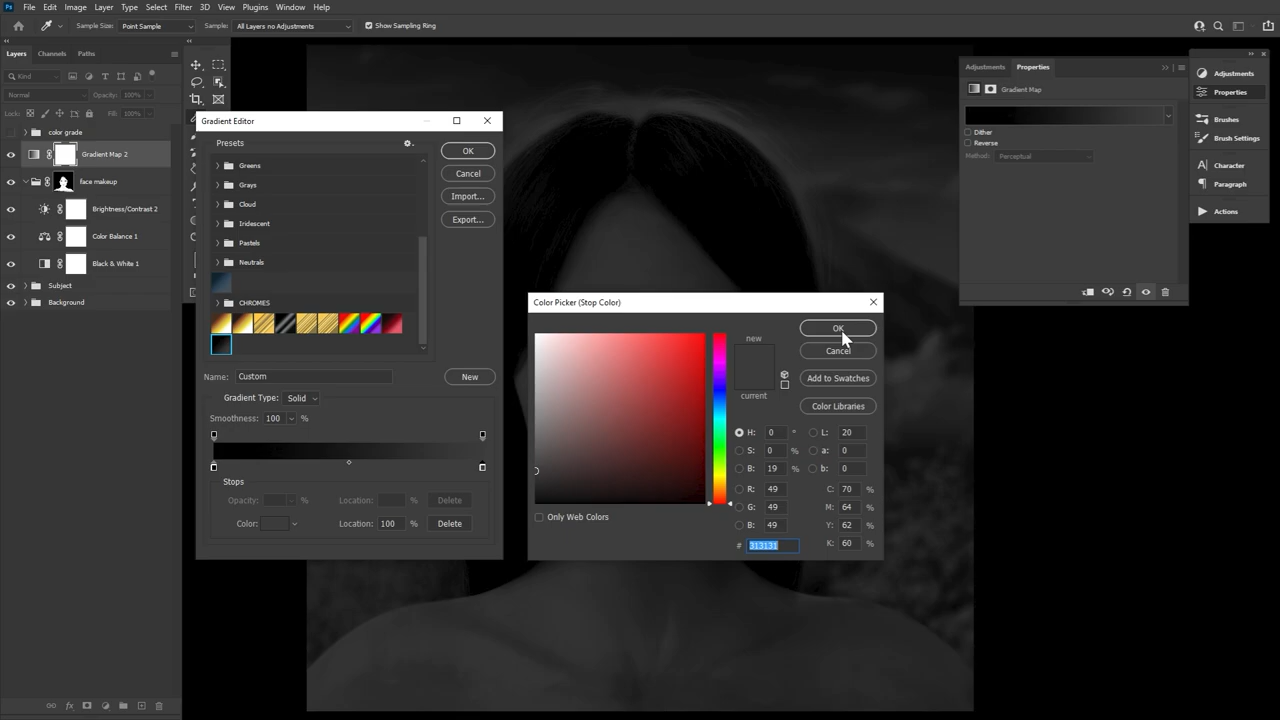 Ps File Edit Image Layer Type Select Filter 3D View Plugins Window Help
Sample Size: Point Sample Sample: All Layers no Adjustments Show Sampling Ring
Layers Channels Paths
Kind
Normal Opacity: 100%
Lock: Fill: 100%
color grade
Gradient Map 2
face makeup
Brightness/Contrast 2
Color Balance 1
Black & White 1
Subject
Background
fx
Gradient Editor
Presets
Greens
Grays
Cloud
Iridescent
Pastels
Neutrals
CHROMES
OK
Cancel
Import...
Export...
Name: Custom
New
Gradient Type: Solid
Smoothness: 100 %
Stops
Opacity: % Location: Delete
Color: Location: 100 % Delete
Color Picker (Stop Color)
new
current
OK
Cancel
Add to Swatches
Color Libraries
H: 0 ° L: 20
S: 0 % a: 0
B: 19 % b: 0
R: 49 C: 70 %
G: 49 M: 64 %
B: 49 Y: 62 %
# 313131 K: 60 %
Only Web Colors
Adjustments Properties
Gradient Map
Dither
Reverse
Method: Perceptual
Adjustments
Properties
Brushes
Brush Settings
Character
Paragraph
Actions